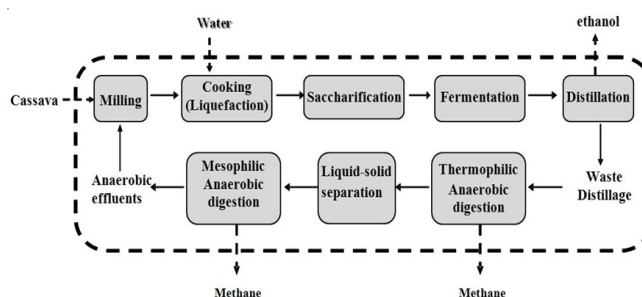 Water
ethanol
Cassava
Milling
Cooking
(Liquefaction)
Saccharification
Fermentation
Distillation
Anaerobic
effluents
Mesophilic
Anaerobic
digestion
Liquid-solid
separation
Thermophilic
Anaerobic
digestion
Waste
Distillage
Methane
Methane